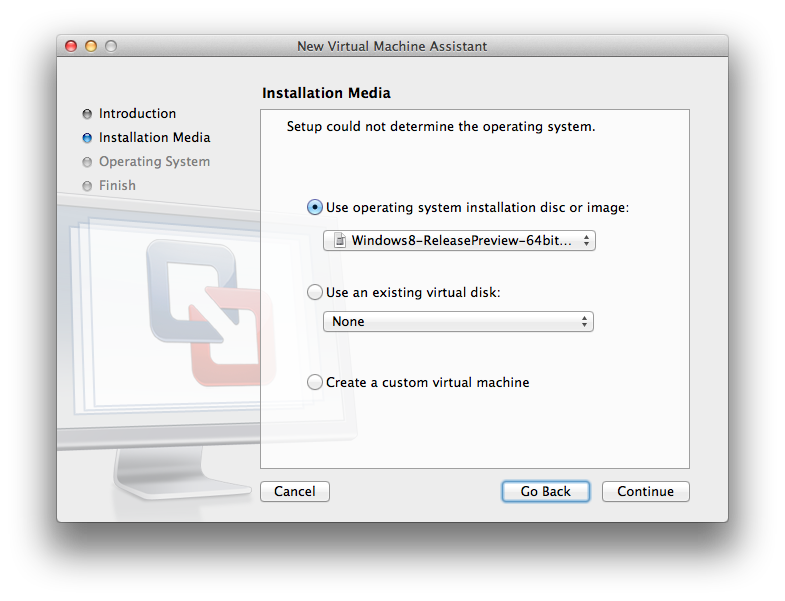 New Virtual Machine Assistant
Installation Media
Introduction
Installation Media
Operating System
Finish
Setup could not determine the operating system.
Use operating system installation disc or image:
Windows8-ReleasePreview-64bit...
Use an existing virtual disk:
None
Create a custom virtual machine
Cancel
Go Back
Continue